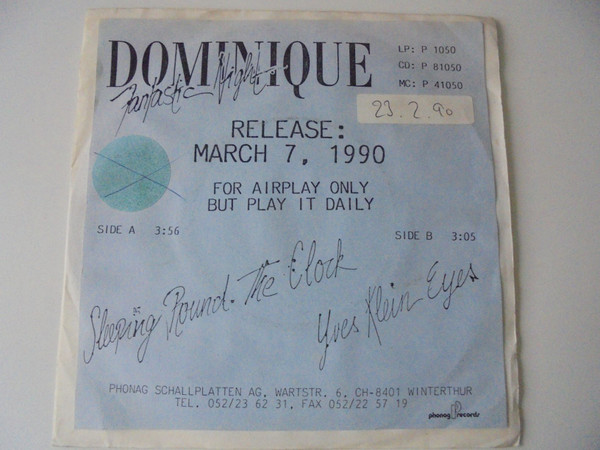 DOMINIQUE
Fantastic Night
LP: P 1050
CD: P 81050
MC: P 41050
23.2.90
RELEASE:
MARCH 7, 1990
FOR AIRPLAY ONLY
BUT PLAY IT DAILY
SIDE A 3:56
SIDE B 3:05
Sleeping Round The Clock
Yves Klein Eyes
PHONAG SCHALLPLATTEN AG, WARTSTR. 6, CH-8401 WINTERTHUR
TEL. 052/23 62 31, FAX 052/22 57 19
phonag records